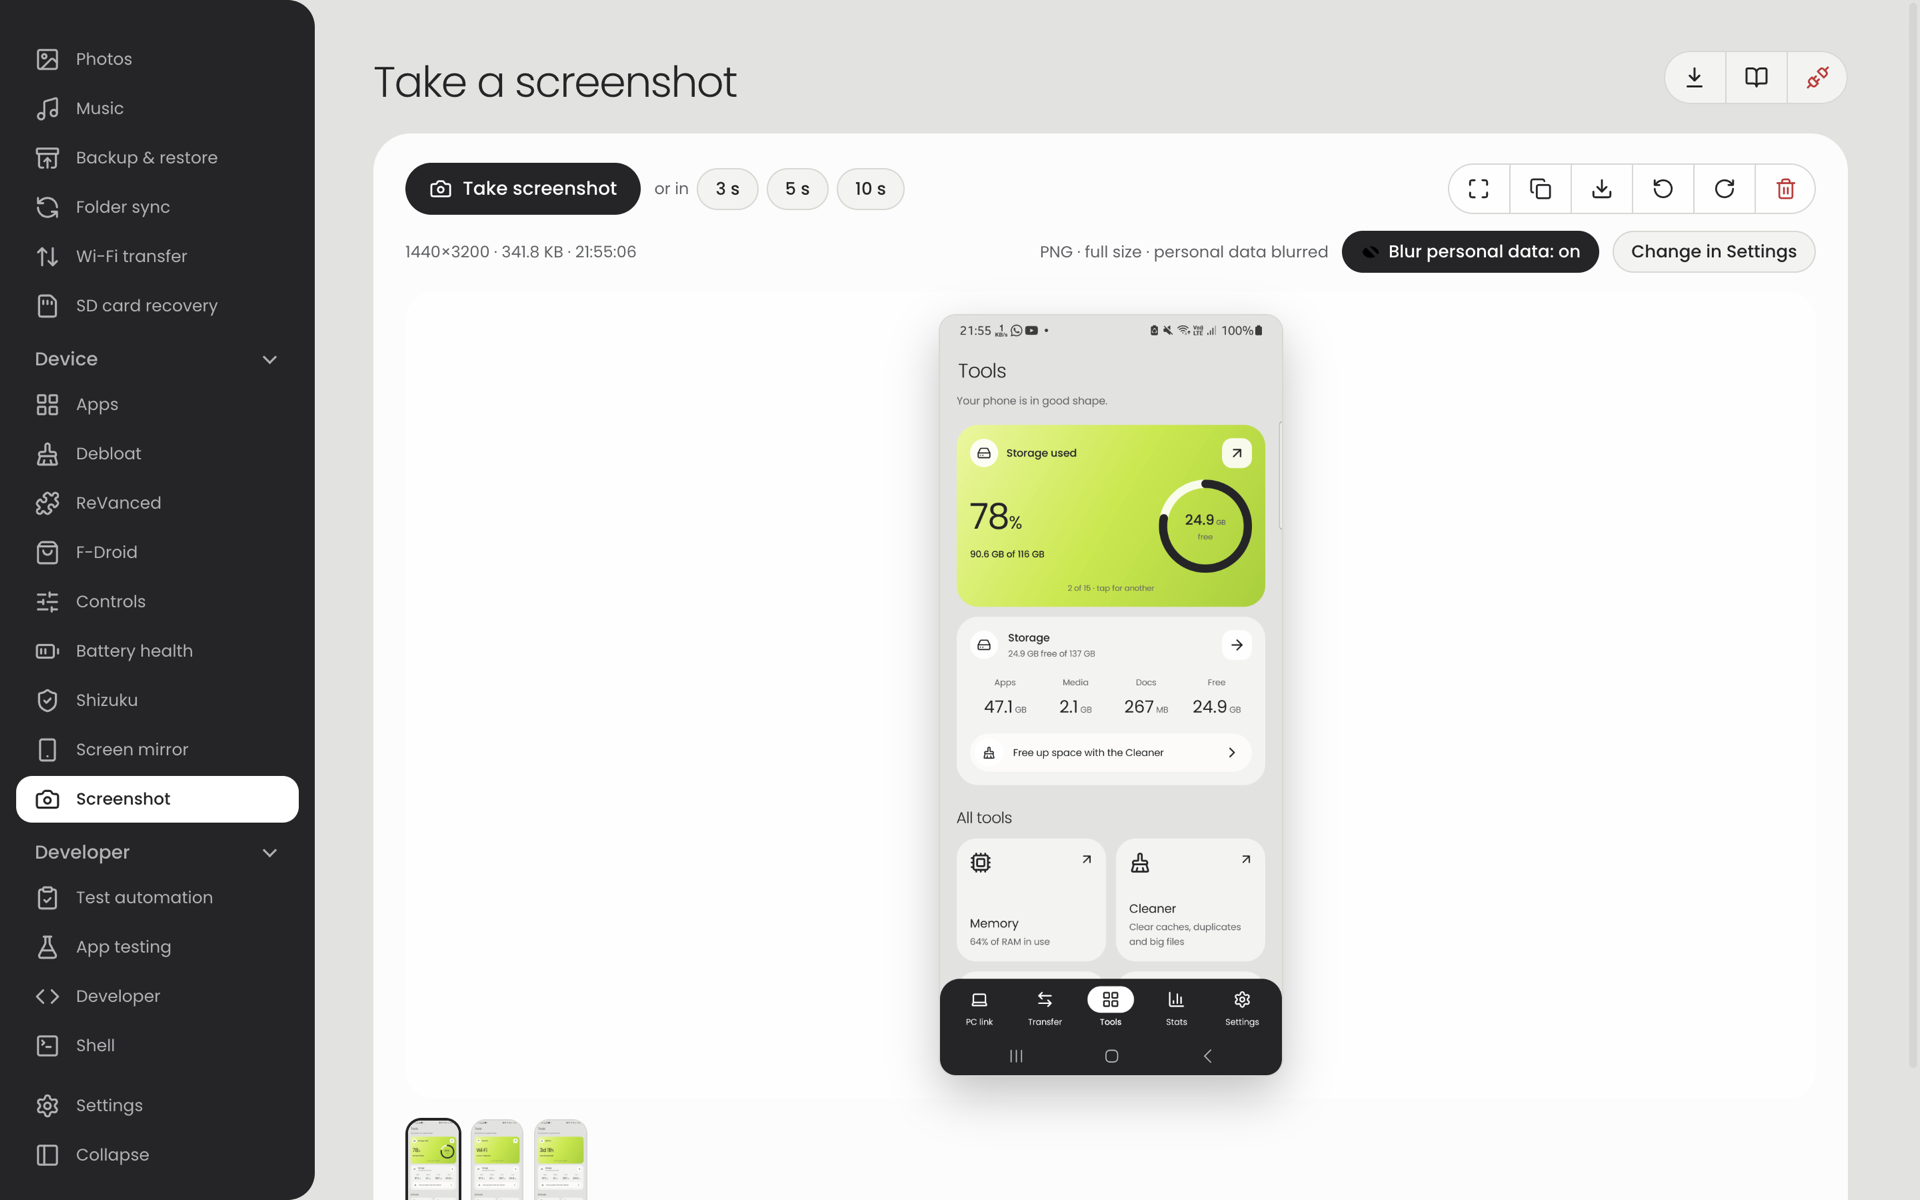 Photos
Music
Backup & restore
Folder sync
Wi-Fi transfer
SD card recovery
Device
Apps
Debloat
ReVanced
F-Droid
Controls
Battery health
Shizuku
Screen mirror
Screenshot
Developer
Test automation
App testing
Developer
Shell
Settings
Collapse
Take a screenshot
Take screenshot or in 3 s 5 s 10 s
1440×3200 · 341.8 KB · 21:55:06
PNG · full size · personal data blurred Blur personal data: on Change in Settings
21:55 100%
Tools
Your phone is in good shape.
Storage used
78%
90.6 GB of 116 GB
24.9 GB
free
2 of 15 · tap for another
Storage
24.9 GB free of 137 GB
Apps Media Docs Free
47.1 GB 2.1 GB 267 MB 24.9 GB
Free up space with the Cleaner
All tools
Memory
64% of RAM in use
Cleaner
Clear caches, duplicates
and big files
PC link Transfer Tools Stats Settings